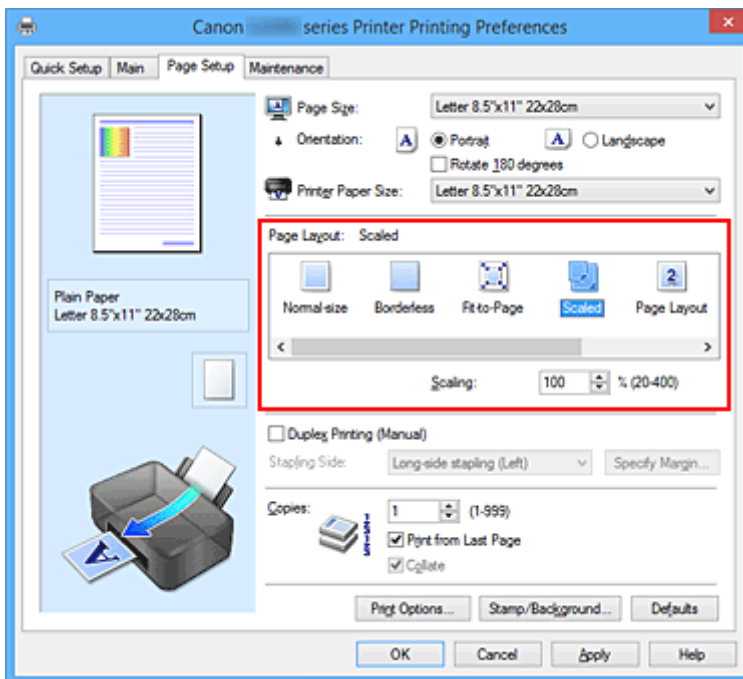 Canon series Printer Printing Preferences
Quick Setup Main Page Setup Maintenance
Page Size: Letter 8.5"x11" 22x28cm
Orientation: A Portrait A Landscape
Rotate 180 degrees
Printer Paper Size: Letter 8.5"x11" 22x28cm
Page Layout: Scaled
Normal-size Borderless Fit-to-Page Scaled Page Layout
Scaling: 100 % (20-400)
Plain Paper
Letter 8.5"x11" 22x28cm
Duplex Printing (Manual)
Stapling Side: Long-side stapling (Left) Specify Margin...
Copies: 1 (1-999)
Print from Last Page
Collate
Print Options... Stamp/Background... Defaults
OK Cancel Apply Help